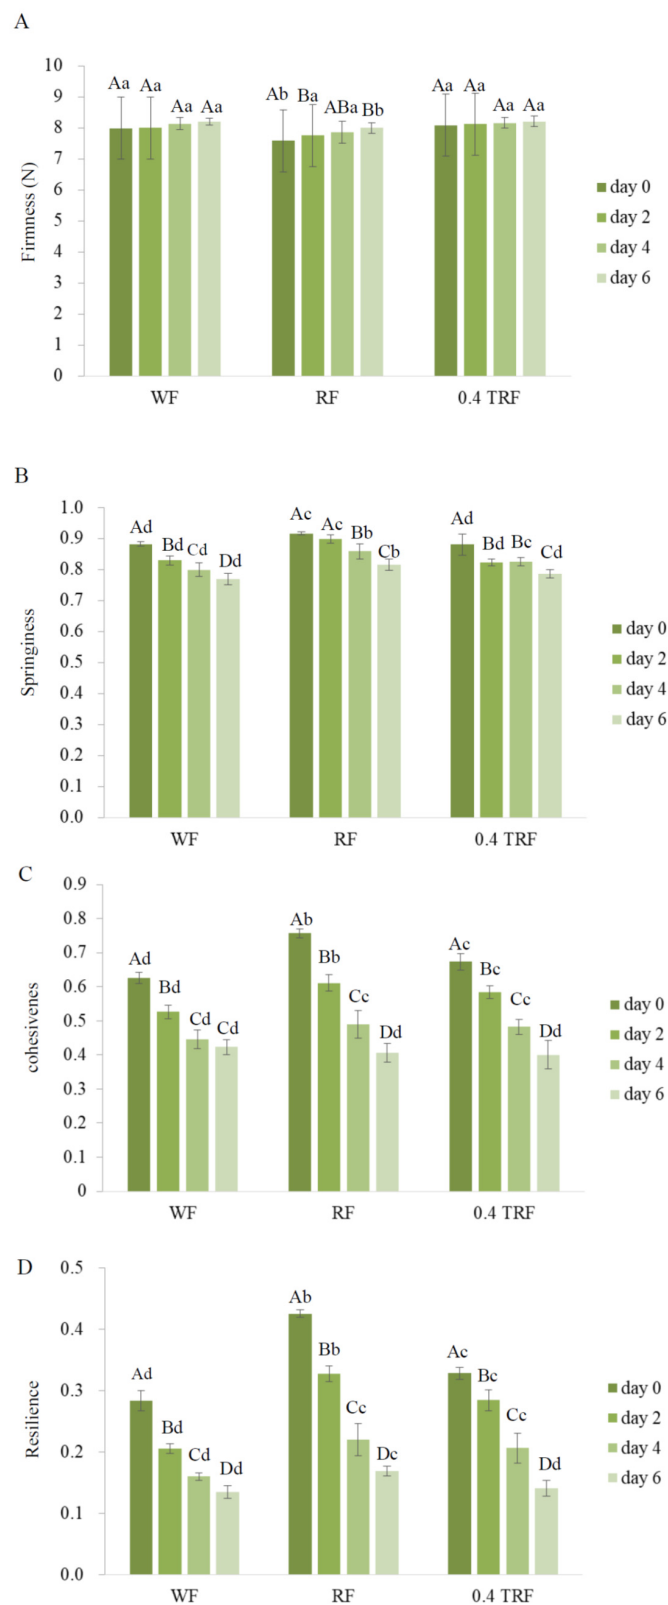 A
10
9
8
7
6
5
4
3
2
1
0
Firmness (N)
Aa Aa Aa Aa
Ab Ba ABa Bb
Aa Aa Aa Aa
WF RF 0.4 TRF
day 0
day 2
day 4
day 6
B
1.0
0.9
0.8
0.7
0.6
0.5
0.4
0.3
0.2
0.1
0.0
Springiness
Ad Bd Cd Dd
Ac Ac Bb Cb
Ad Bd Bc Cd
WF RF 0.4 TRF
day 0
day 2
day 4
day 6
C
0.9
0.8
0.7
0.6
0.5
0.4
0.3
0.2
0.1
0
cohesivenes
Ad Bd Cd Cd
Ab Bb Cc Dd
Ac Bc Cc Dd
WF RF 0.4 TRF
day 0
day 2
day 4
day 6
D
0.5
0.4
0.3
0.2
0.1
0.0
Resilience
Ad Bd Cd Dd
Ab Bb Cc Dc
Ac Bc Cc Dd
WF RF 0.4 TRF
day 0
day 2
day 4
day 6